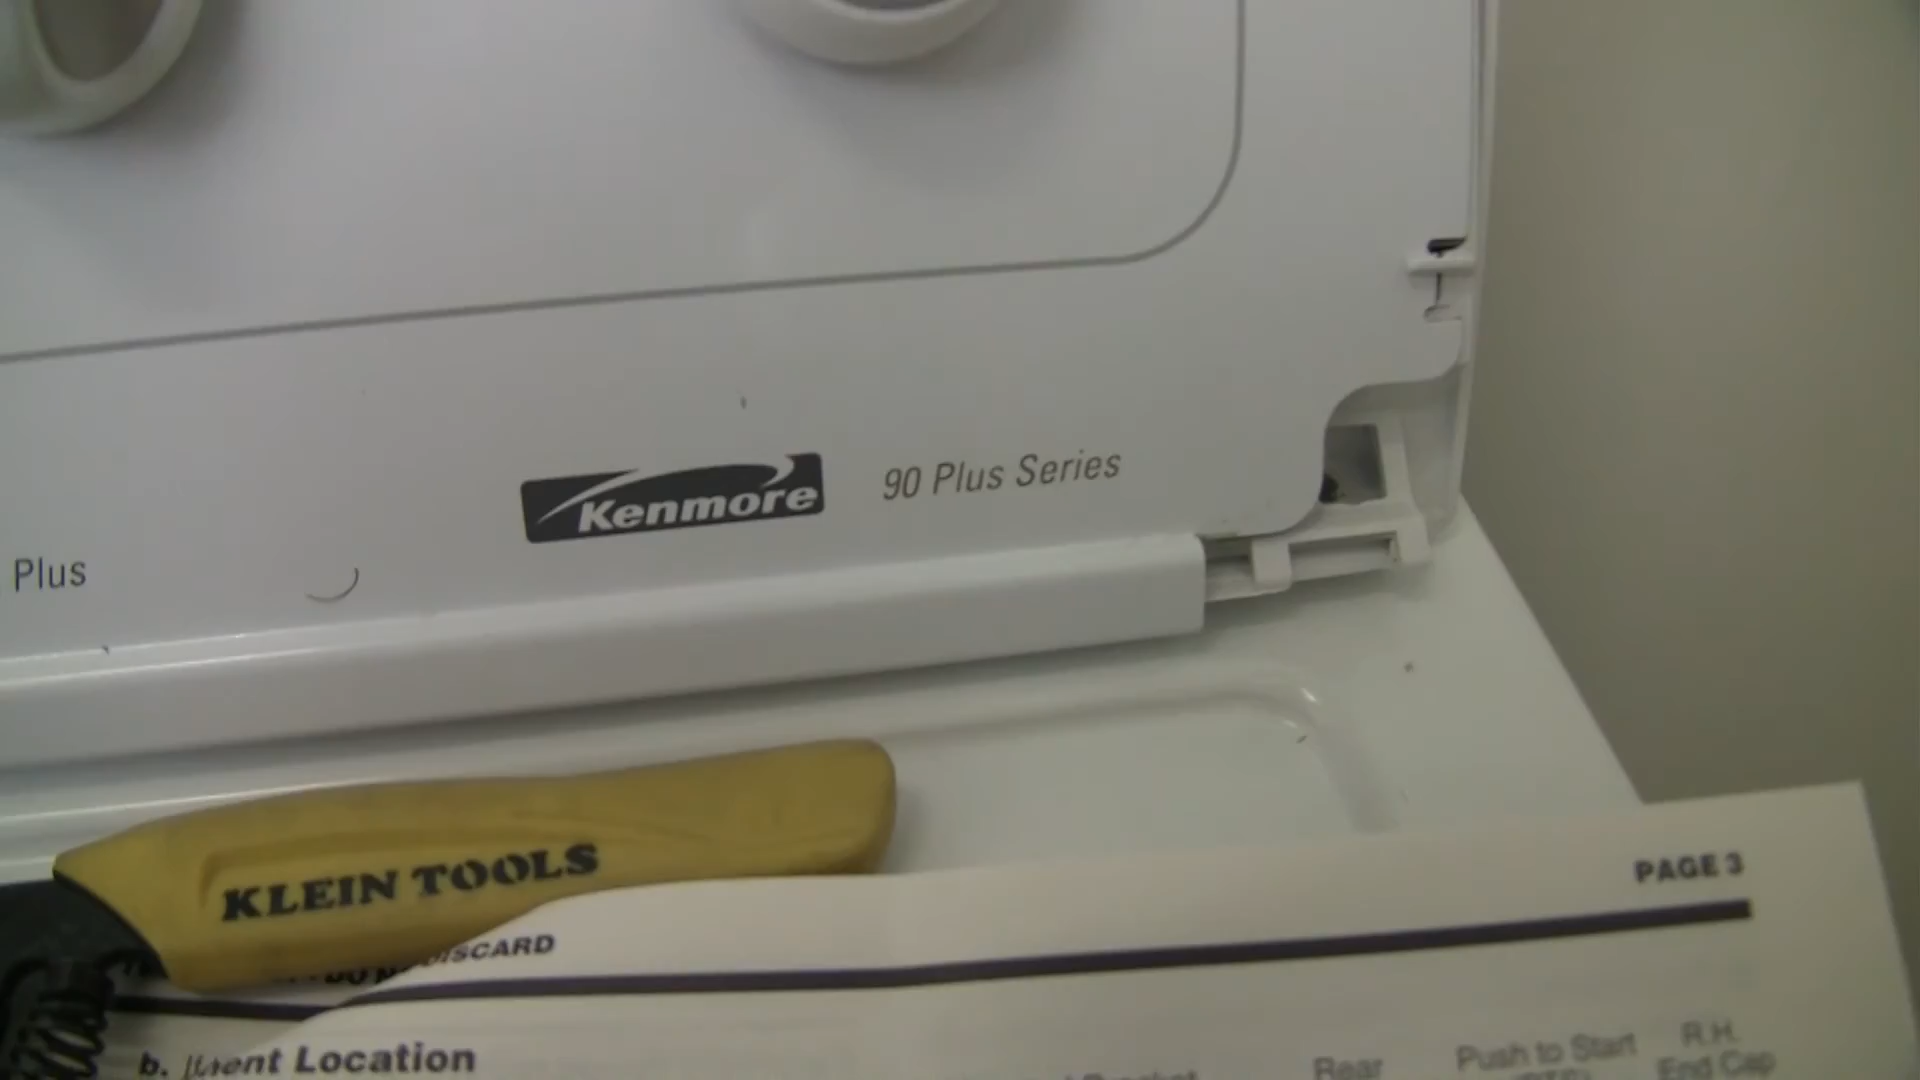 Kenmore
90 Plus Series
Plus
KLEIN TOOLS
PAGE 3
DISCARD
b. Location
Rear
Push to Start
R.H.
End Cap